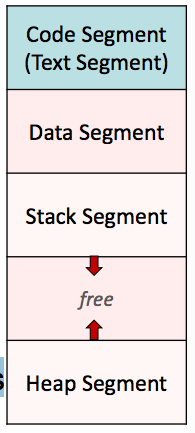 Code Segment
(Text Segment)
Data Segment
Stack Segment
free
s Heap Segment